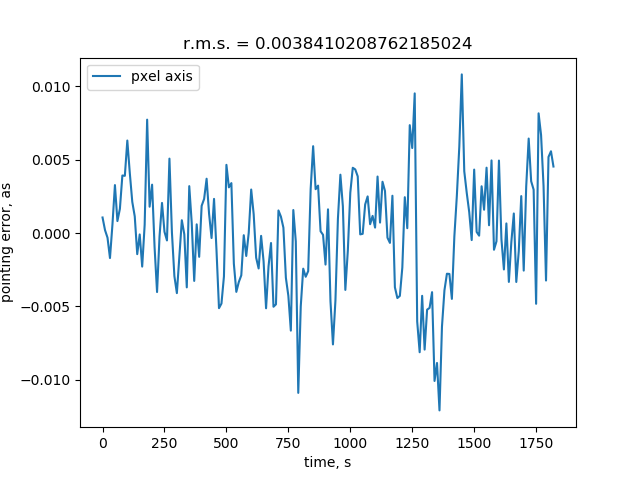 r.m.s. = 0.0038410208762185024
pxel axis
0.010
0.005
0.000
−0.005
−0.010
pointing error, as
0 250 500 750 1000 1250 1500 1750
time, s